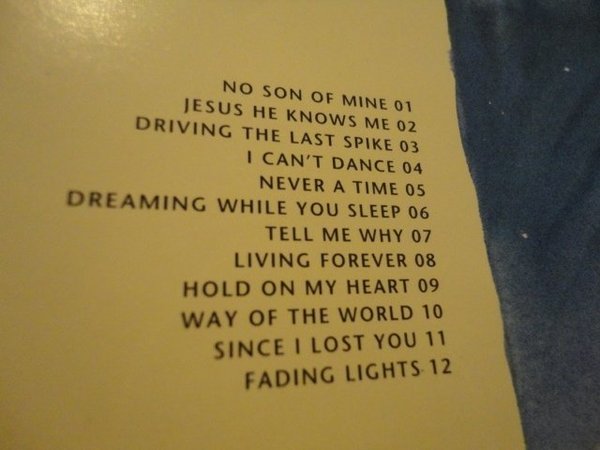 NO SON OF MINE 01
JESUS HE KNOWS ME 02
DRIVING THE LAST SPIKE 03
I CAN'T DANCE 04
NEVER A TIME 05
DREAMING WHILE YOU SLEEP 06
TELL ME WHY 07
LIVING FOREVER 08
HOLD ON MY HEART 09
WAY OF THE WORLD 10
SINCE I LOST YOU 11
FADING LIGHTS 12